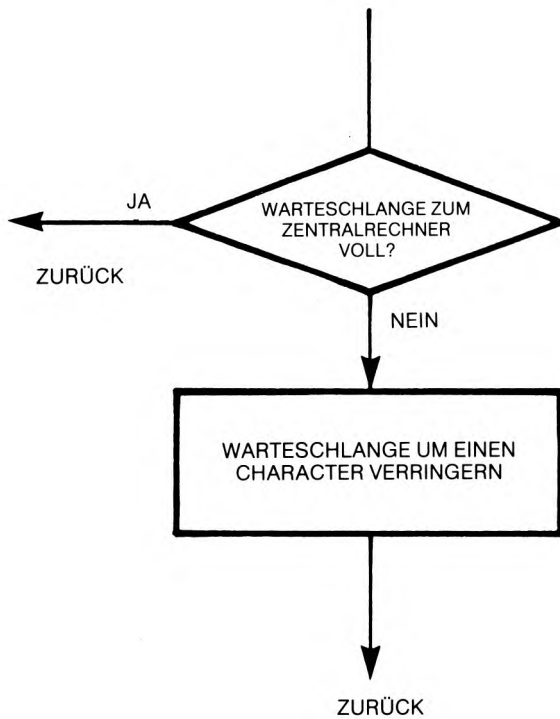 WARTESCHLANGE ZUM
ZENTRALRECHNER
VOLL?
JA
ZURÜCK
NEIN
WARTESCHLANGE UM EINEN
CHARACTER VERRINGERN
ZURÜCK